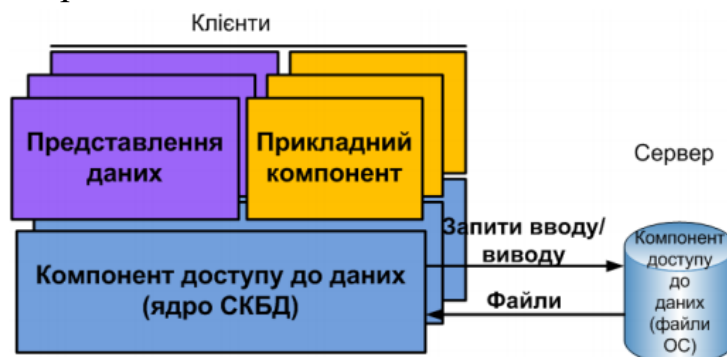 Клієнти
Представлення
даних
Прикладний
компонент
Сервер
Компонент доступу до даних
(ядро СКБД)
Запити вводу/
виводу
Файли
Компонент
доступу
до
даних
(файли
ОС)